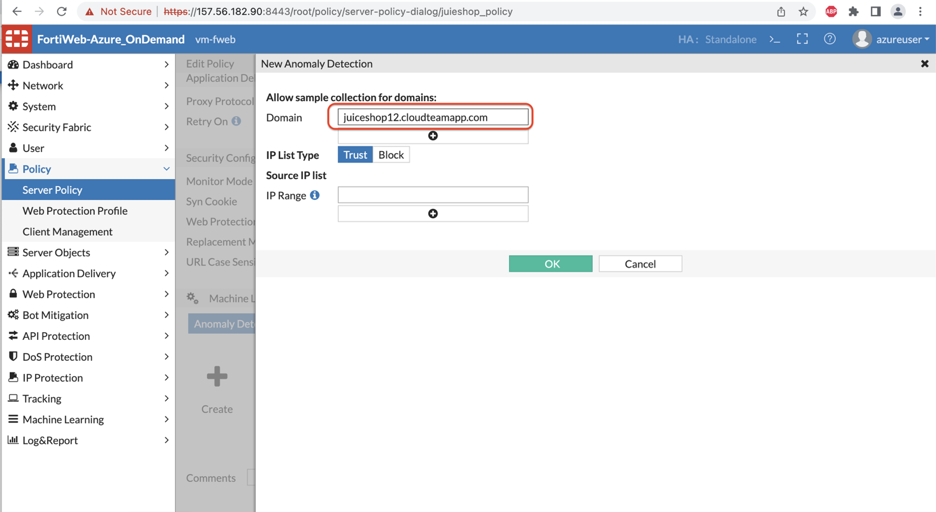 Not Secure | https://157.56.182.90:8443/root/policy/server-policy-dialog/juieshop_policy
ABP
FortiWeb-Azure_OnDemand vm-fweb
HA: Standalone >_ azureuser
Dashboard
Network
System
Security Fabric
User
Policy
Server Policy
Web Protection Profile
Client Management
Server Objects
Application Delivery
Web Protection
Bot Mitigation
API Protection
DoS Protection
IP Protection
Tracking
Machine Learning
Log&Report
Edit Policy
Application De
Proxy Protocol
Retry On
Security Config
Monitor Mode
Syn Cookie
Web Protection
Replacement M
URL Case Sensi
Machine L
Anomaly Dete
Create
Comments
New Anomaly Detection
Allow sample collection for domains:
Domain juiceshop12.cloudteamapp.com
IP List Type Trust Block
Source IP list
IP Range
OK Cancel